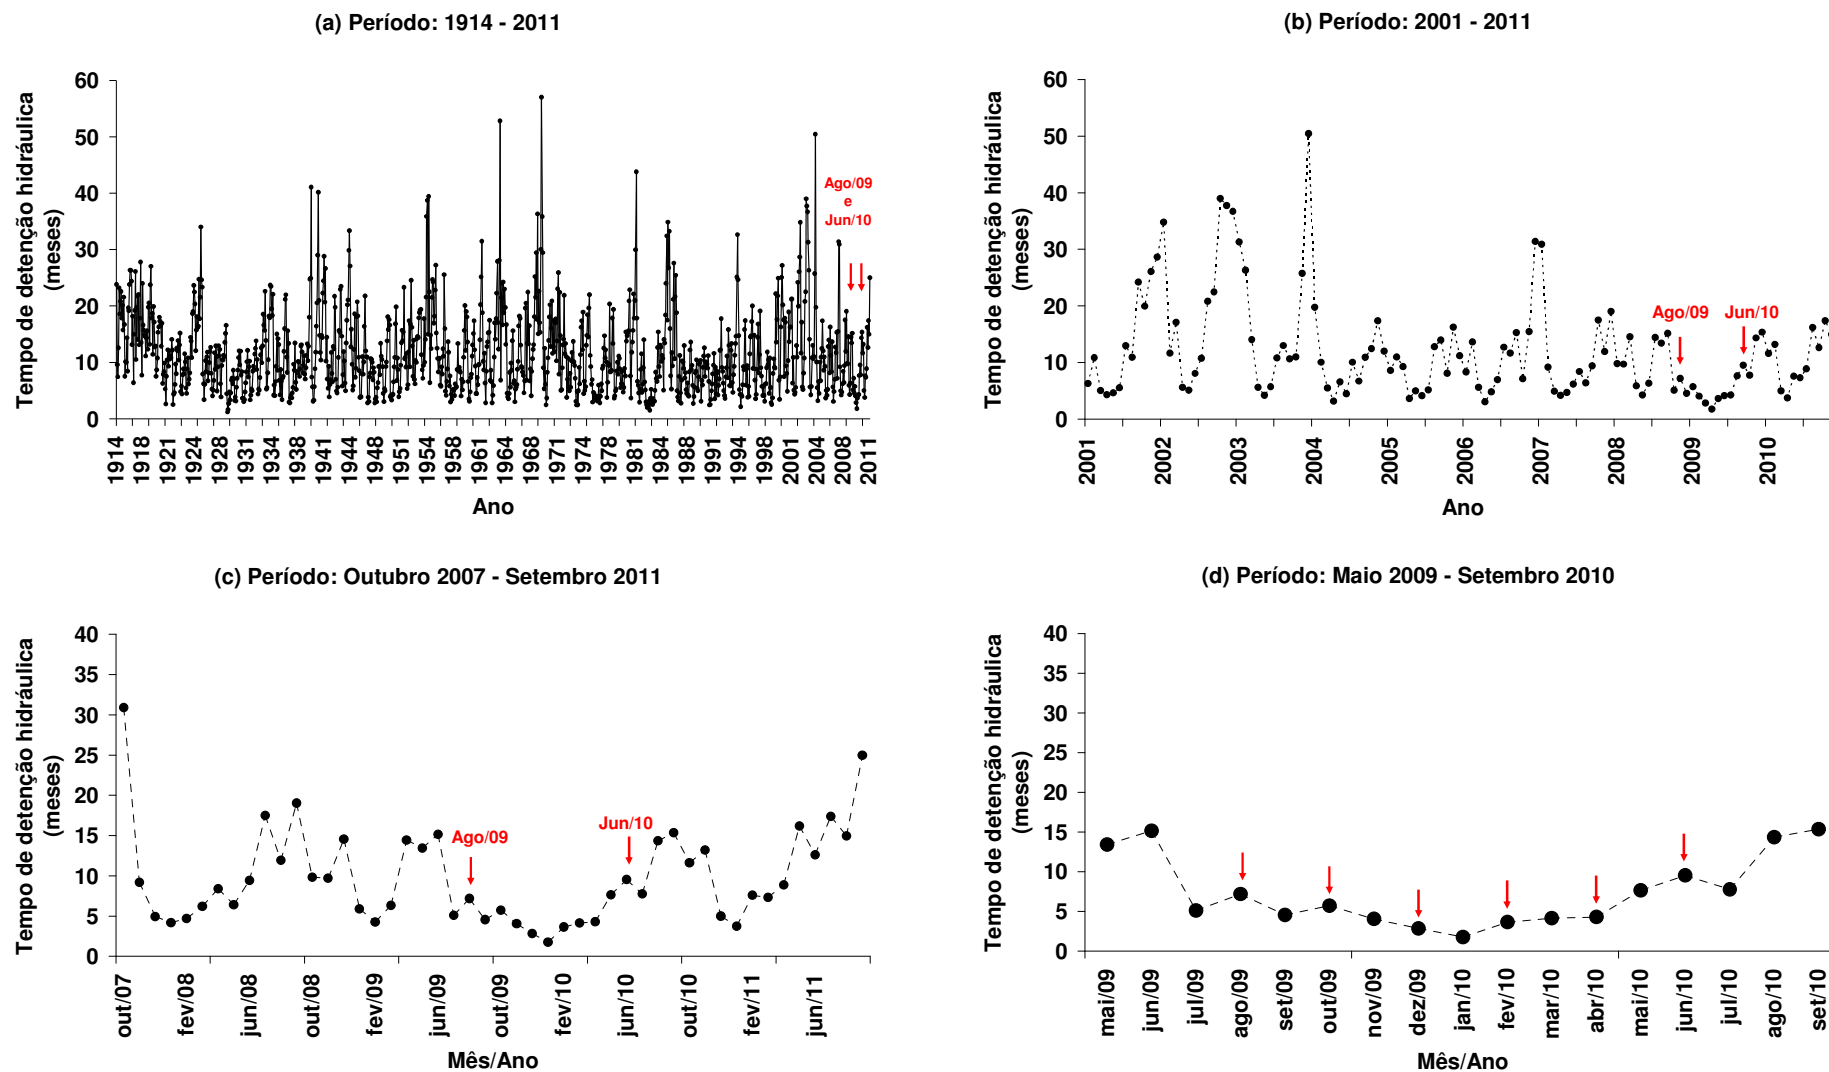 (a) Período: 1914 - 2011
Tempo de detenção hidráulica
(meses)
60
50
40
30
20
10
0
Ago/09
e
Jun/10
1914
1918
1921
1924
1928
1931
1934
1938
1941
1944
1948
1951
1954
1958
1961
1964
1968
1971
1974
1978
1981
1984
1988
1991
1994
1998
2001
2004
2008
2011
Ano
(b) Período: 2001 - 2011
Tempo de detenção hidráulica
(meses)
60
50
40
30
20
10
0
Ago/09
Jun/10
2001
2002
2003
2004
2005
2006
2007
2008
2009
2010
Ano
(c) Período: Outubro 2007 - Setembro 2011
Tempo de detenção hidráulica
(meses)
40
35
30
25
20
15
10
5
0
Ago/09
Jun/10
out/07
fev/08
jun/08
out/08
fev/09
jun/09
out/09
fev/10
jun/10
out/10
fev/11
jun/11
Mês/Ano
(d) Período: Maio 2009 - Setembro 2010
Tempo de detenção hidráulica
(meses)
40
35
30
25
20
15
10
5
0
mai/09
jun/09
jul/09
ago/09
set/09
out/09
nov/09
dez/09
jan/10
fev/10
mar/10
abr/10
mai/10
jun/10
jul/10
ago/10
set/10
Mês/Ano